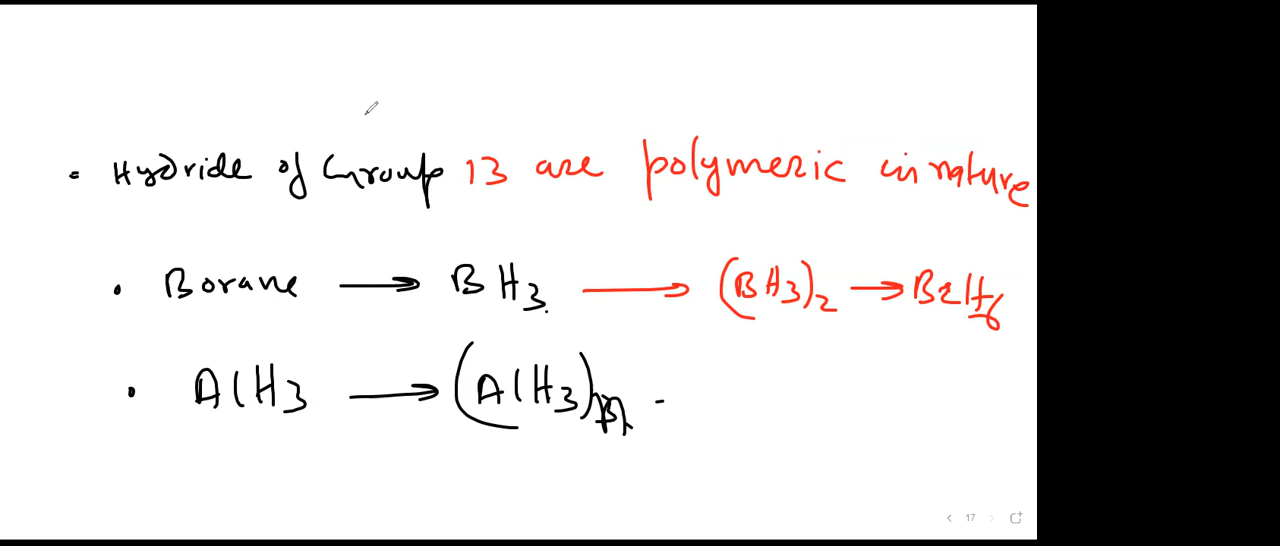 Hydride of Group 13 are polymeric in nature
• Borane → BH3 → (BH3)2 → B2H6
• AlH3 → (AlH3)n
17